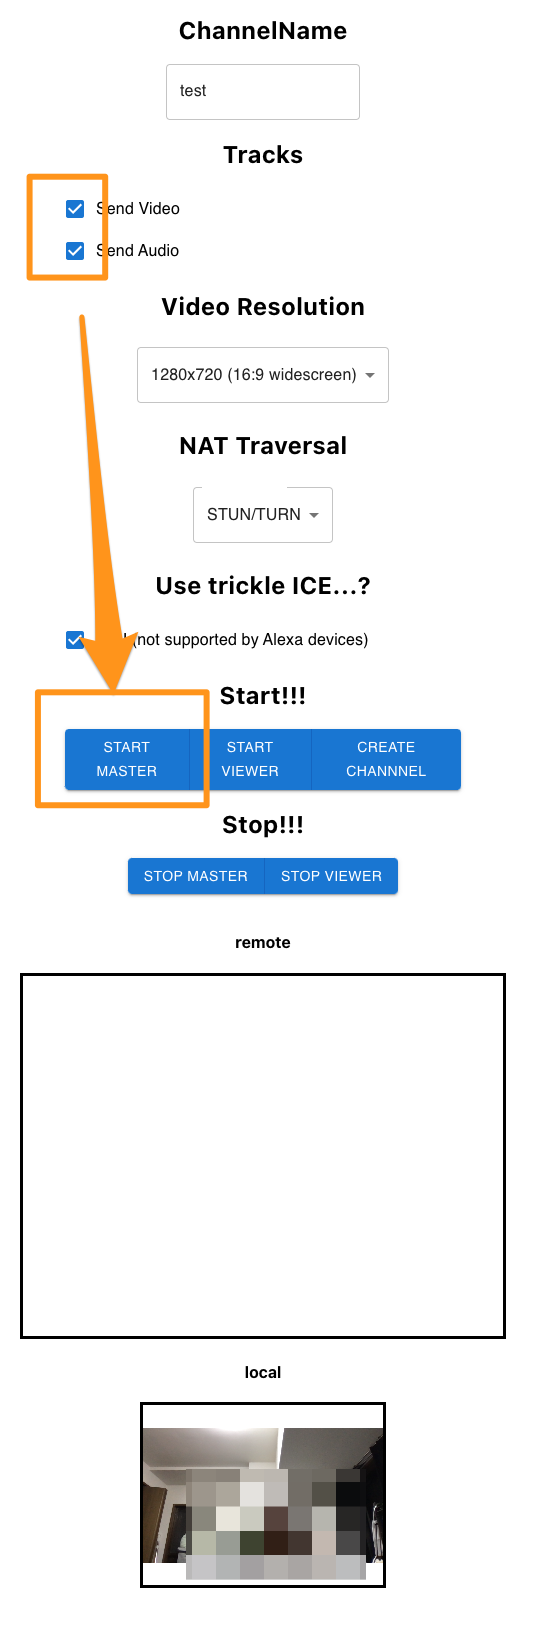 ChannelName
test
Tracks
Send Video
Send Audio
Video Resolution
1280x720 (16:9 widescreen)
NAT Traversal
STUN/TURN
Use trickle ICE...?
(not supported by Alexa devices)
Start!!!
START MASTER
START VIEWER
CREATE CHANNNEL
Stop!!!
STOP MASTER
STOP VIEWER
remote
local